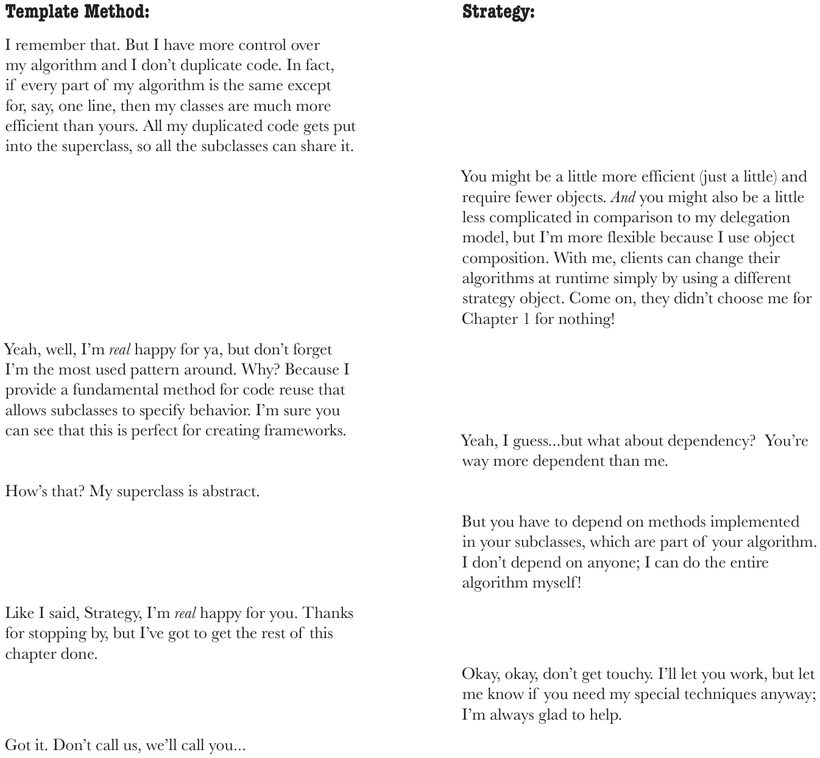 Template Method:
Strategy:
I remember that. But I have more control over
my algorithm and I don’t duplicate code. In fact,
if every part of my algorithm is the same except
for, say, one line, then my classes are much more
efficient than yours. All my duplicated code gets put
into the superclass, so all the subclasses can share it.
You might be a little more efficient (just a little) and
require fewer objects. And you might also be a little
less complicated in comparison to my delegation
model, but I’m more flexible because I use object
composition. With me, clients can change their
algorithms at runtime simply by using a different
strategy object. Come on, they didn’t choose me for
Chapter 1 for nothing!
Yeah, well, I’m real happy for ya, but don’t forget
I’m the most used pattern around. Why? Because I
provide a fundamental method for code reuse that
allows subclasses to specify behavior. I’m sure you
can see that this is perfect for creating frameworks.
Yeah, I guess...but what about dependency? You’re
way more dependent than me.
How’s that? My superclass is abstract.
But you have to depend on methods implemented
in your subclasses, which are part of your algorithm.
I don’t depend on anyone; I can do the entire
algorithm myself!
Like I said, Strategy, I’m real happy for you. Thanks
for stopping by, but I’ve got to get the rest of this
chapter done.
Okay, okay, don’t get touchy. I’ll let you work, but let
me know if you need my special techniques anyway;
I’m always glad to help.
Got it. Don’t call us, we’ll call you...